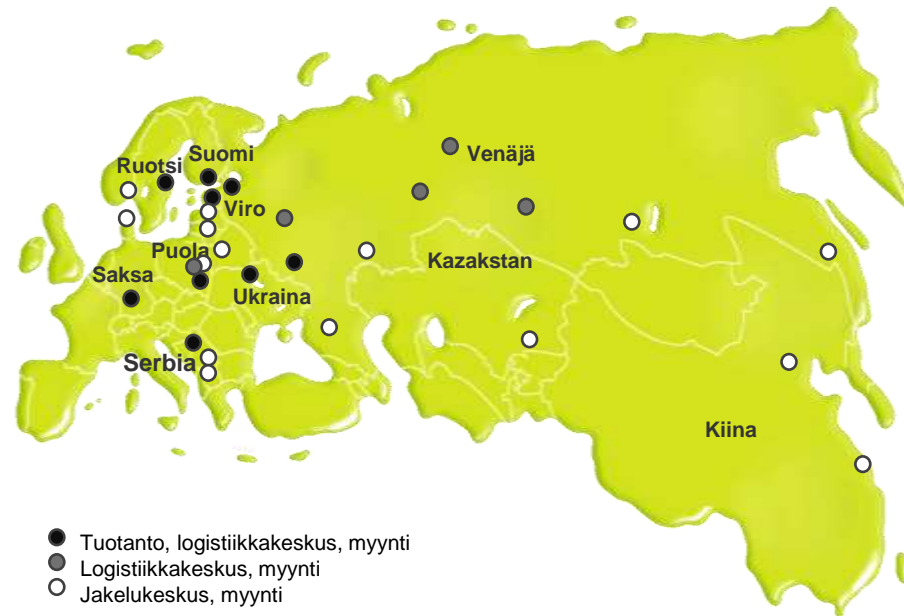 Suomi
Ruotsi
Venäjä
Viro
Puola
Kazakstan
Saksa
Ukraina
Serbia
Kiina
Tuotanto, logistiikkakeskus, myynti
Logistiikkakeskus, myynti
Jakelukeskus, myynti